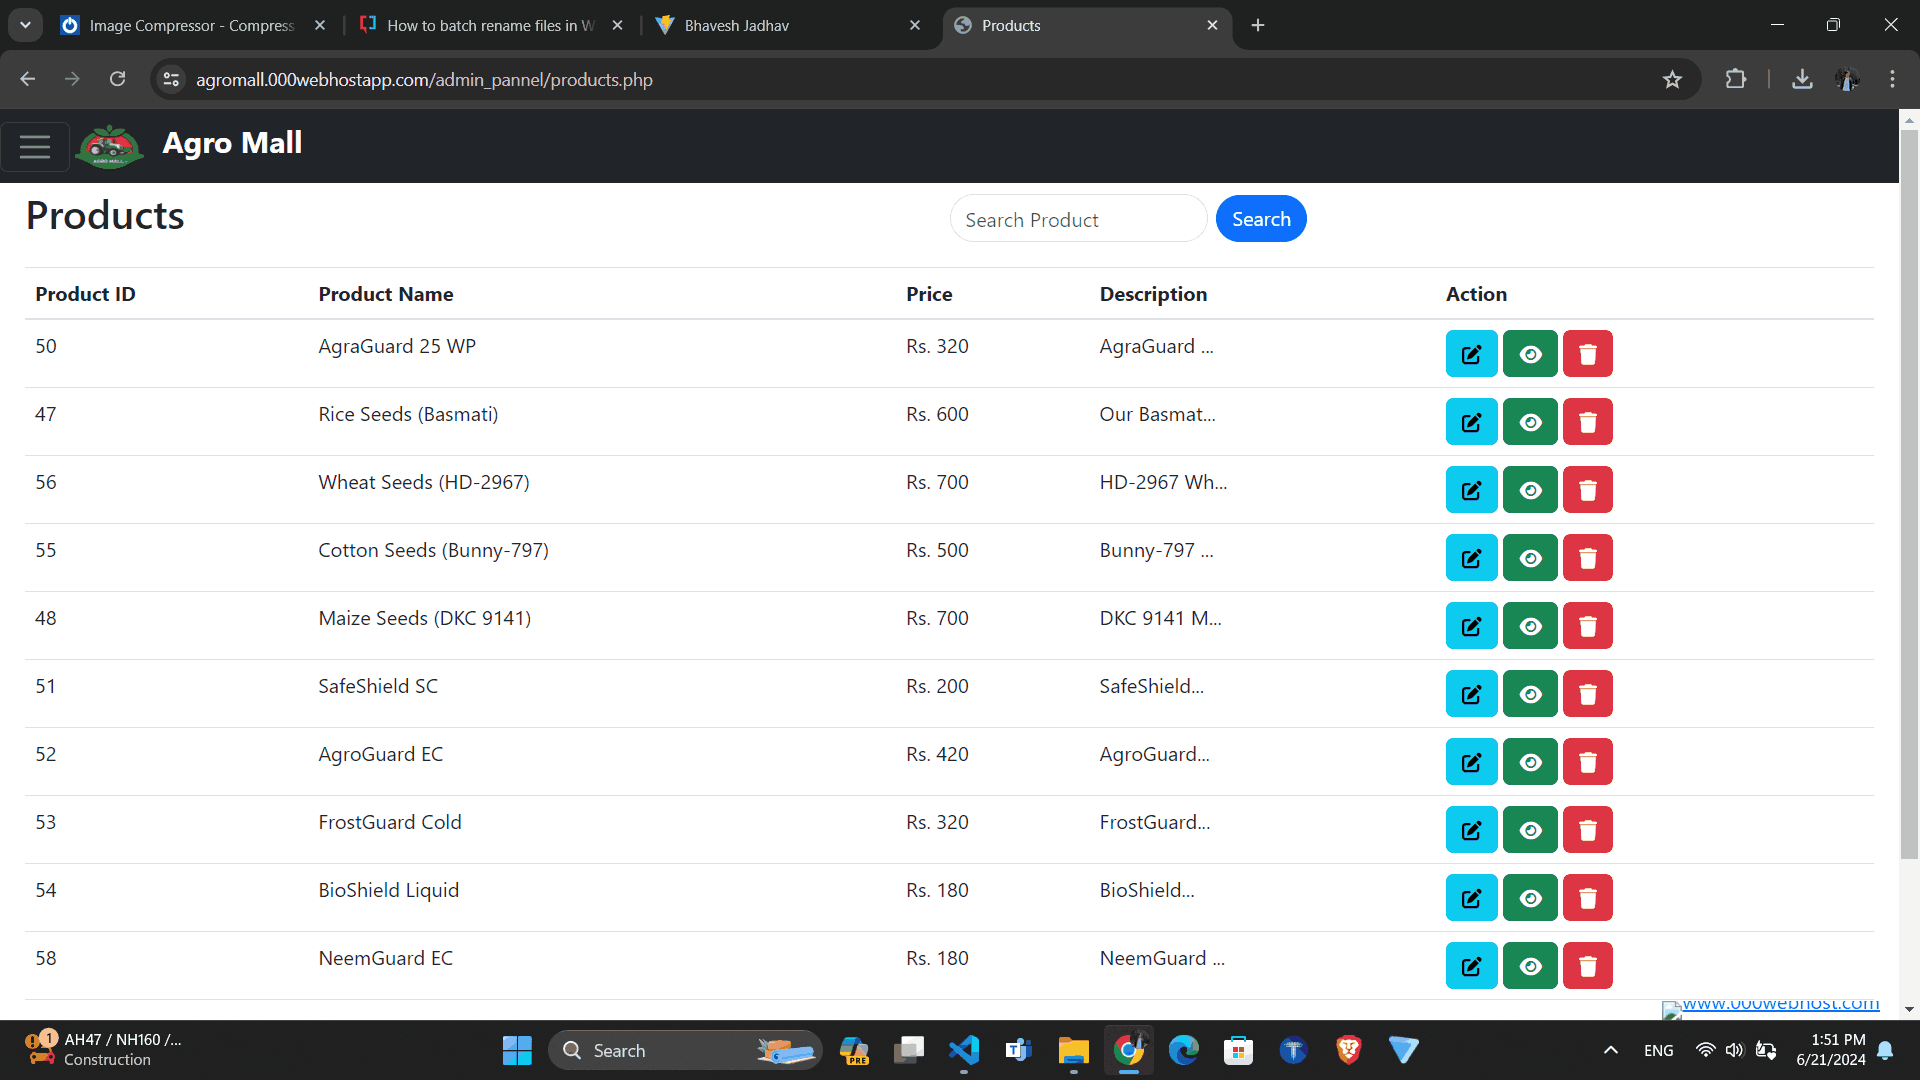 Image Compressor - Compress
How to batch rename files in W
Bhavesh Jadhav
Products
agromall.000webhostapp.com/admin_pannel/products.php
AGRO MALL
Agro Mall
Products
Search Product
Search
Product ID Product Name Price Description Action
50 AgraGuard 25 WP Rs. 320 AgraGuard ...
47 Rice Seeds (Basmati) Rs. 600 Our Basmat...
56 Wheat Seeds (HD-2967) Rs. 700 HD-2967 Wh...
55 Cotton Seeds (Bunny-797) Rs. 500 Bunny-797 ...
48 Maize Seeds (DKC 9141) Rs. 700 DKC 9141 M...
51 SafeShield SC Rs. 200 SafeShield...
52 AgroGuard EC Rs. 420 AgroGuard...
53 FrostGuard Cold Rs. 320 FrostGuard...
54 BioShield Liquid Rs. 180 BioShield...
58 NeemGuard EC Rs. 180 NeemGuard ...
www.000webhost.com
1
AH47 / NH160 /...
Construction
Search
PRE
ENG
1:51 PM
6/21/2024